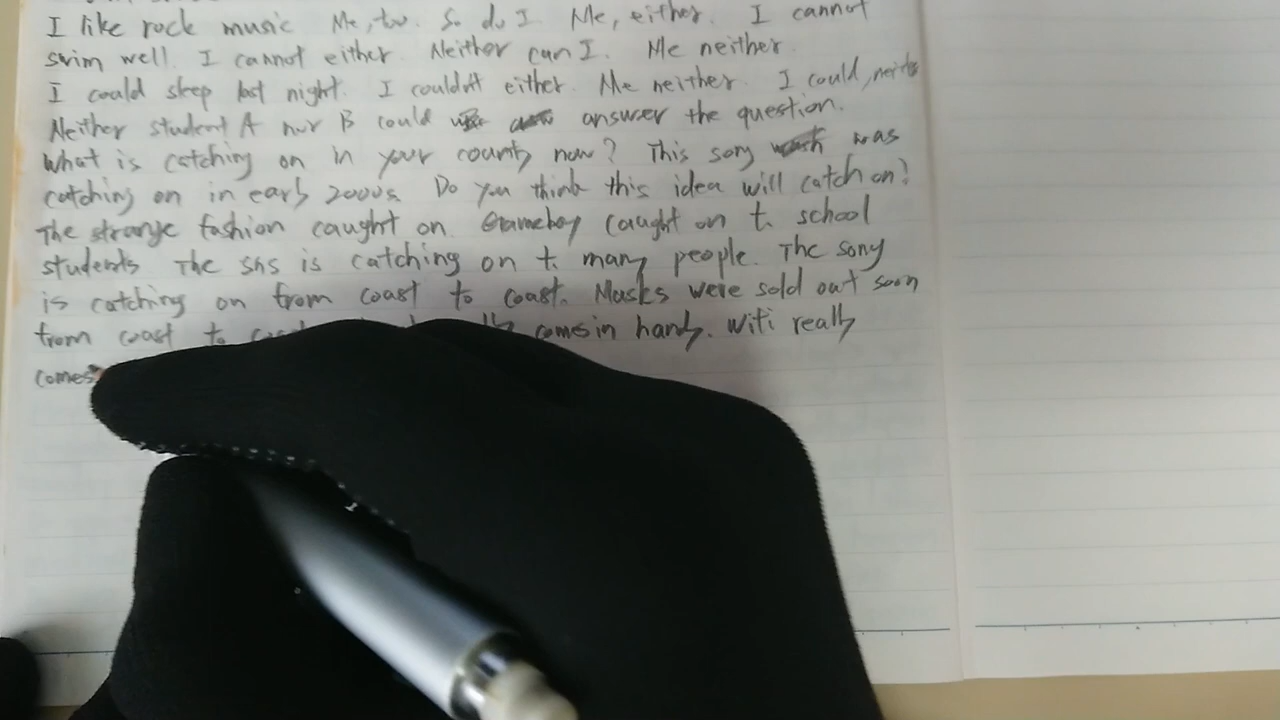 I like rock music Me, too. So do I. Me, either. I cannot
swim well. I cannot either. Neither can I. Me neither.
I could sleep last night. I couldn't either. Me neither. I could, neither
Neither student A nor B could answer the question.
What is catching on in your country now? This song was
catching on in early 2000s. Do you think this idea will catch on?
The strange fashion caught on. Gameboy caught on to school
students The sns is catching on to many people. The song
is catching on from coast to coast. Masks were sold out soon
from coast to comes in handy. Wifi really
comes